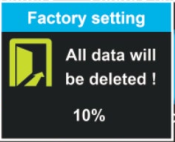 Factory setting
All data will
be deleted !
10%